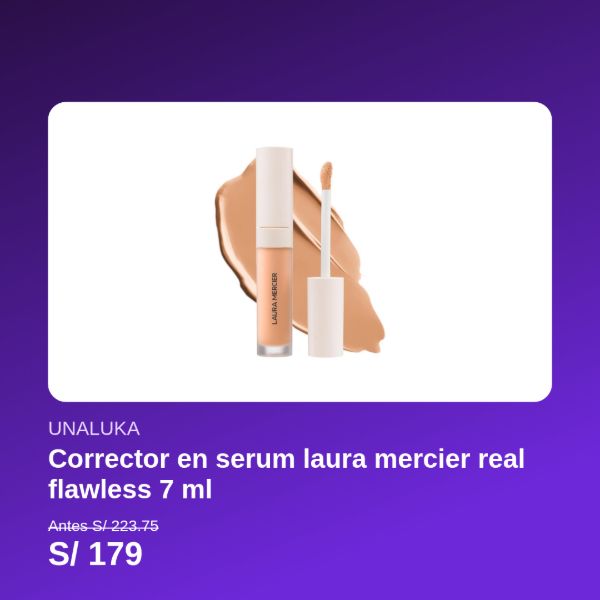 LAURA MERCIER
UNALUKA
Corrector en serum laura mercier real
flawless 7 ml
Antes S/ 223.75
S/ 179